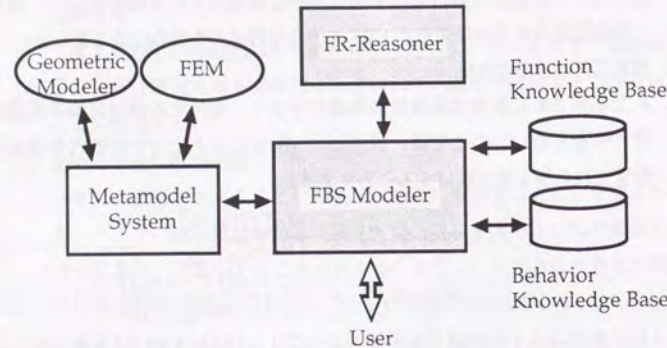 FR-Reasoner
Geometric
Modeler
FEM
Function
Knowledge Base
Metamodel
System
FBS Modeler
Behavior
Knowledge Base
User